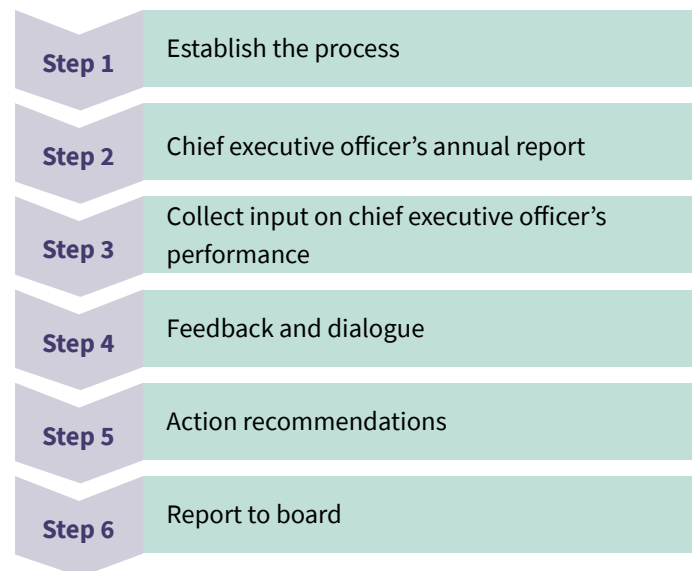 Step 1
Establish the process
Step 2
Chief executive officer’s annual report
Step 3
Collect input on chief executive officer’s
performance
Step 4
Feedback and dialogue
Step 5
Action recommendations
Step 6
Report to board